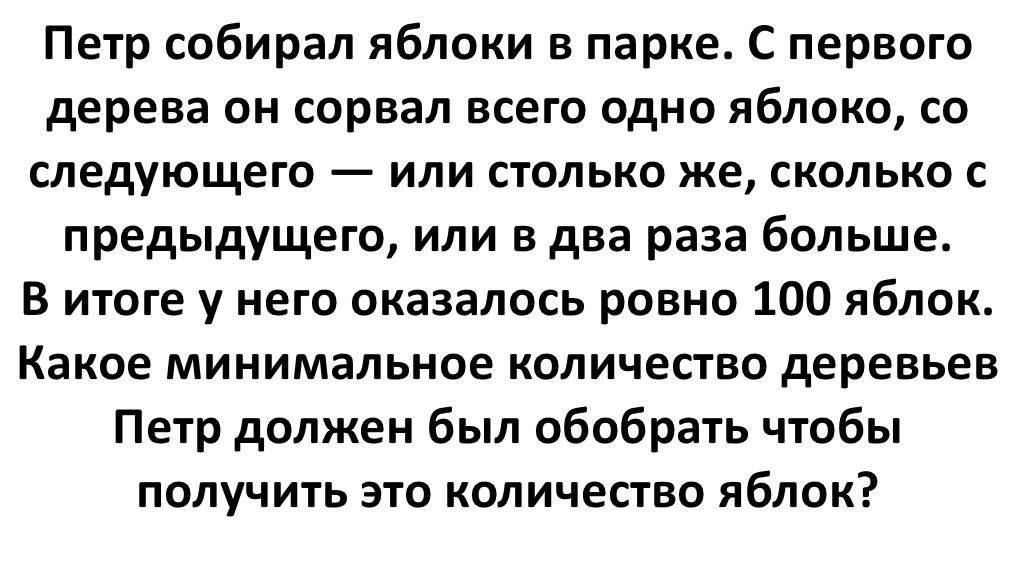 Петр собирал яблоки в парке. С первого
дерева он сорвал всего одно яблоко, со
следующего — или столько же, сколько с
предыдущего, или в два раза больше.
В итоге у него оказалось ровно 100 яблок.
Какое минимальное количество деревьев
Петр должен был обобрать чтобы
получить это количество яблок?